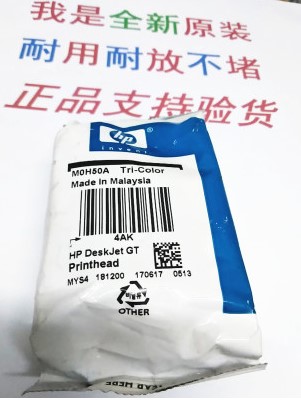 我是全新原装
耐用耐放不堵
正品支持验货
hp
invent
M0H50A Tri-Color
Made in Malaysia
4AK
HP DeskJet GT
Printhead
MYS4 181200 170617 0513
OTHER